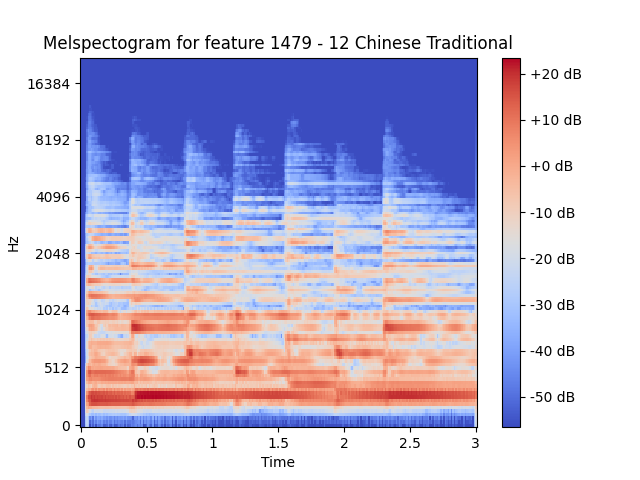 Melspectogram for feature 1479 - 12 Chinese Traditional
16384
8192
4096
2048
1024
512
0
Hz
0
0.5
1
1.5
2
2.5
3
Time
+20 dB
+10 dB
+0 dB
-10 dB
-20 dB
-30 dB
-40 dB
-50 dB